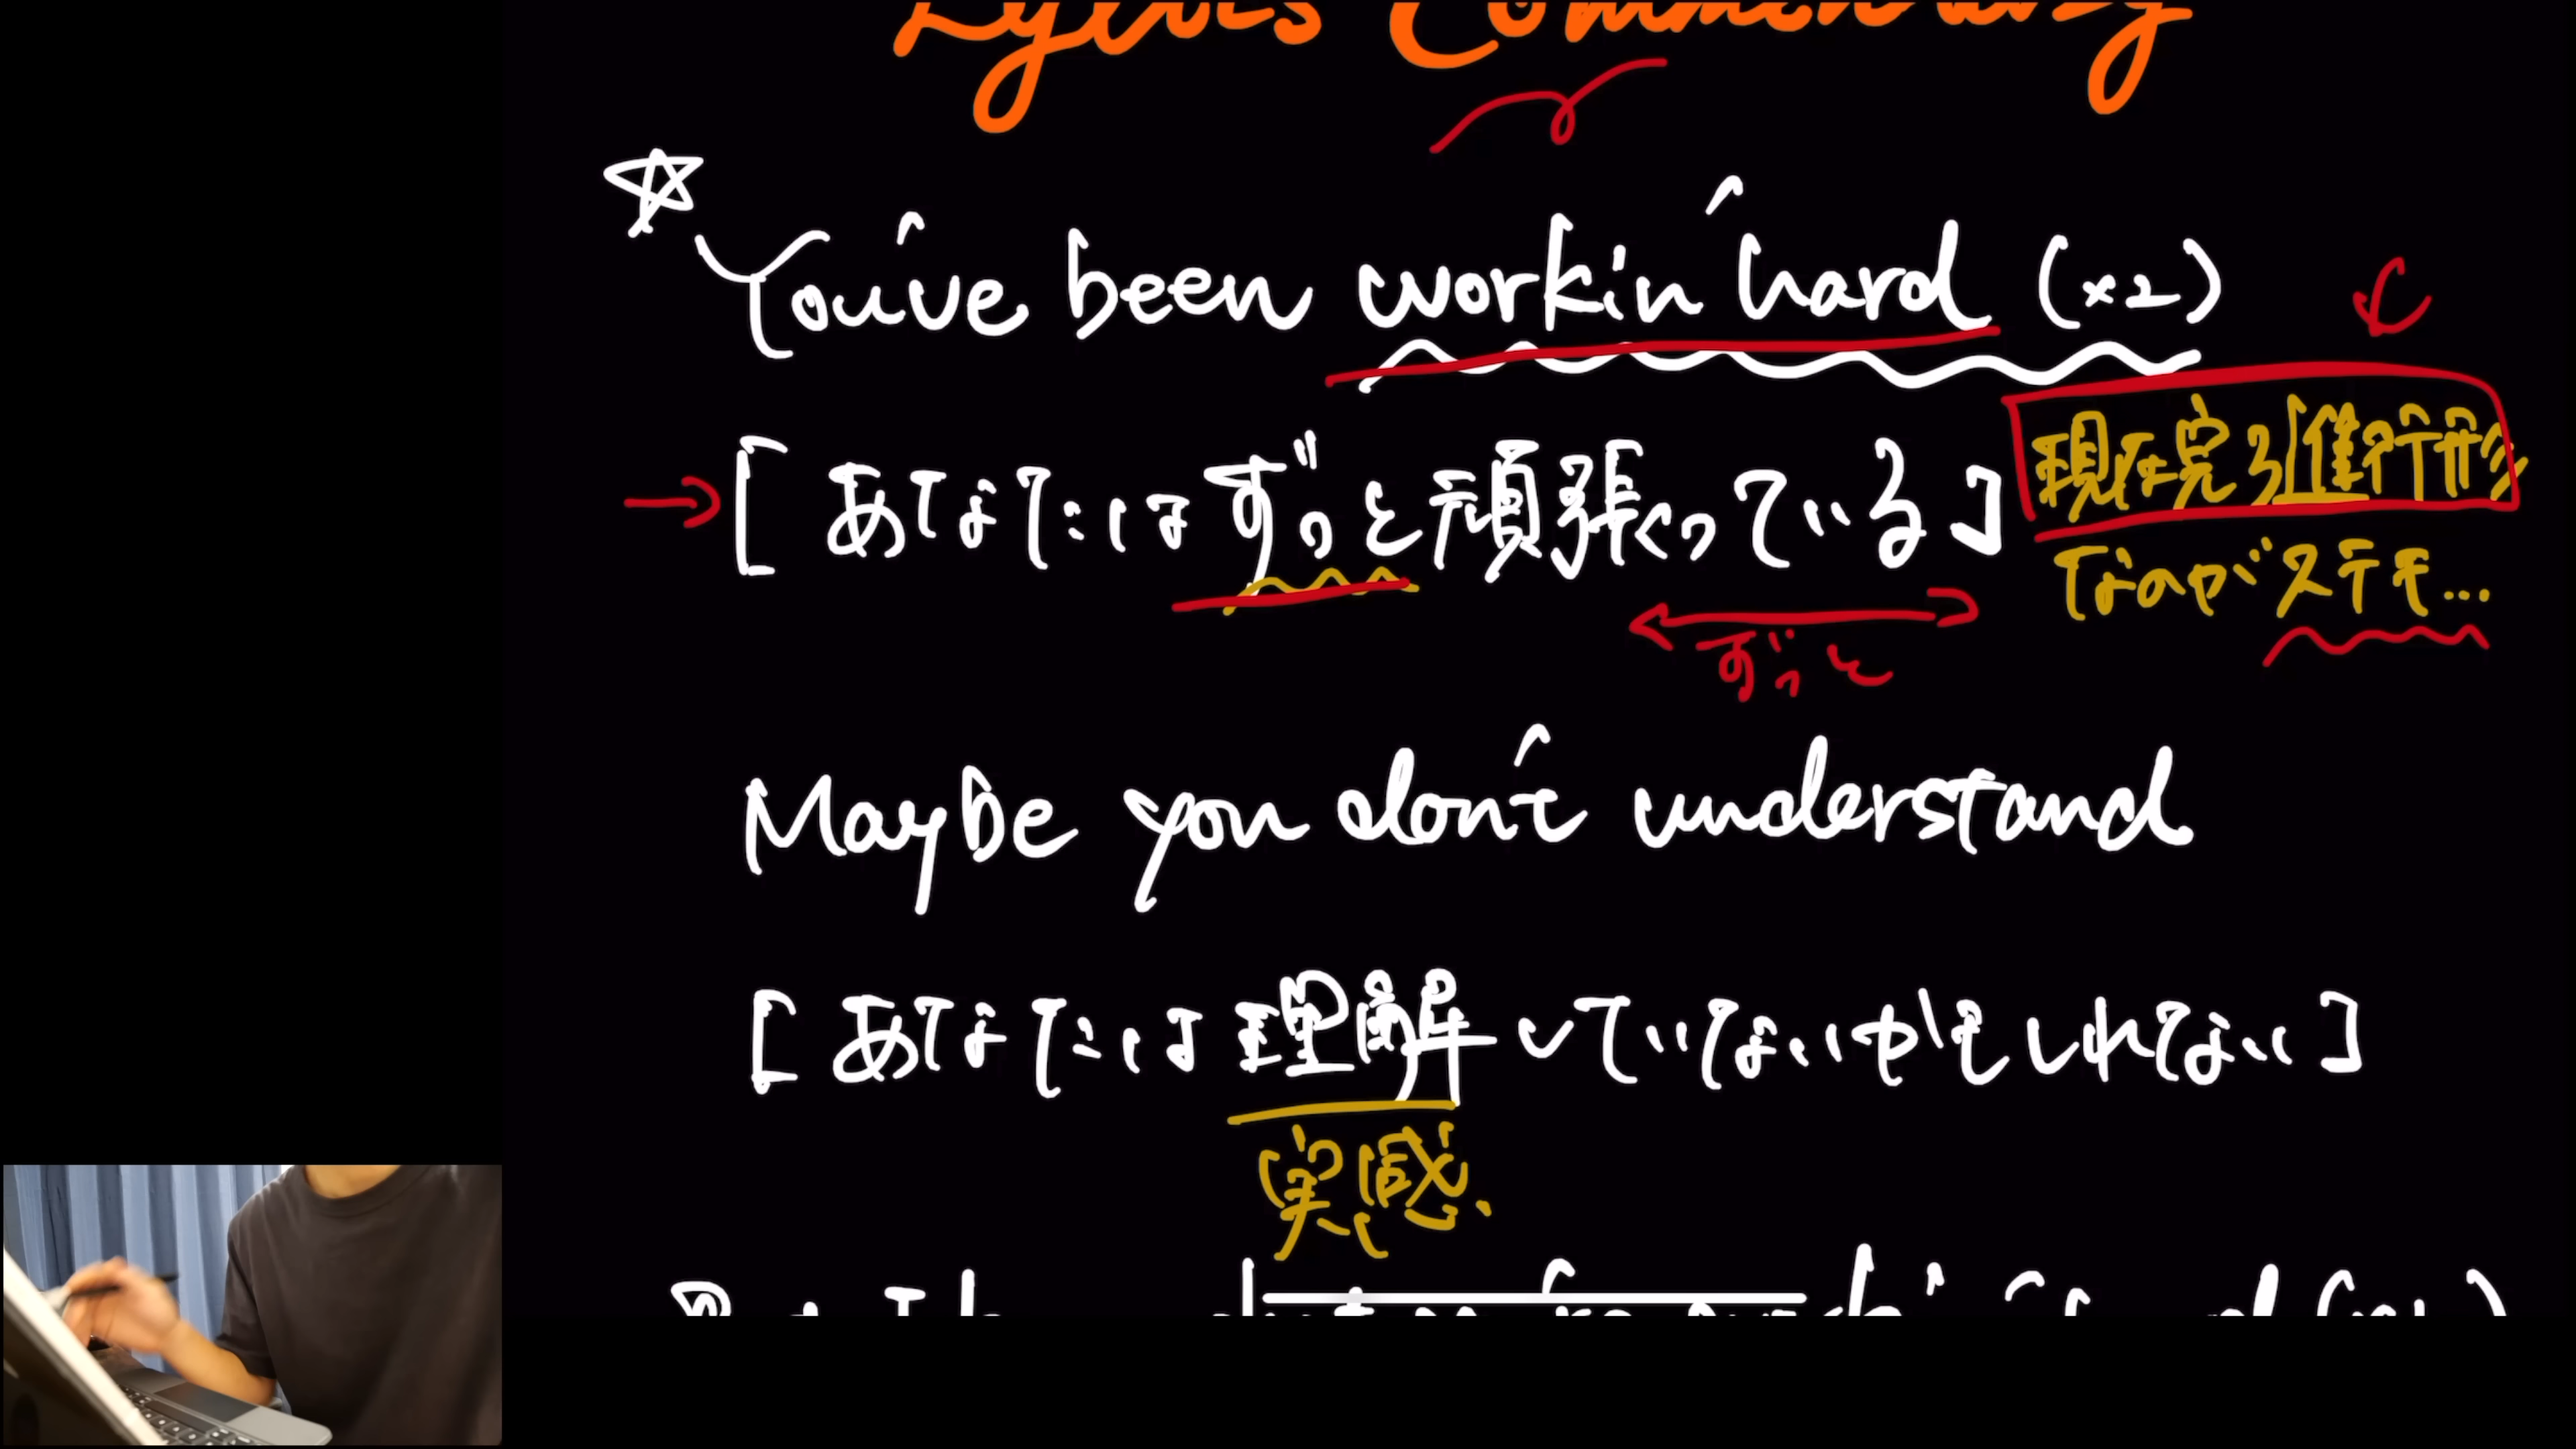 Lyrics Commentary
☆ You've been workin' hard (×2)
[あなたはずっと頑張っている]
現在完了進行形
なのがステキ...
ずっと
Maybe you don't understand
[あなたは理解していないかもしれない]
実感、